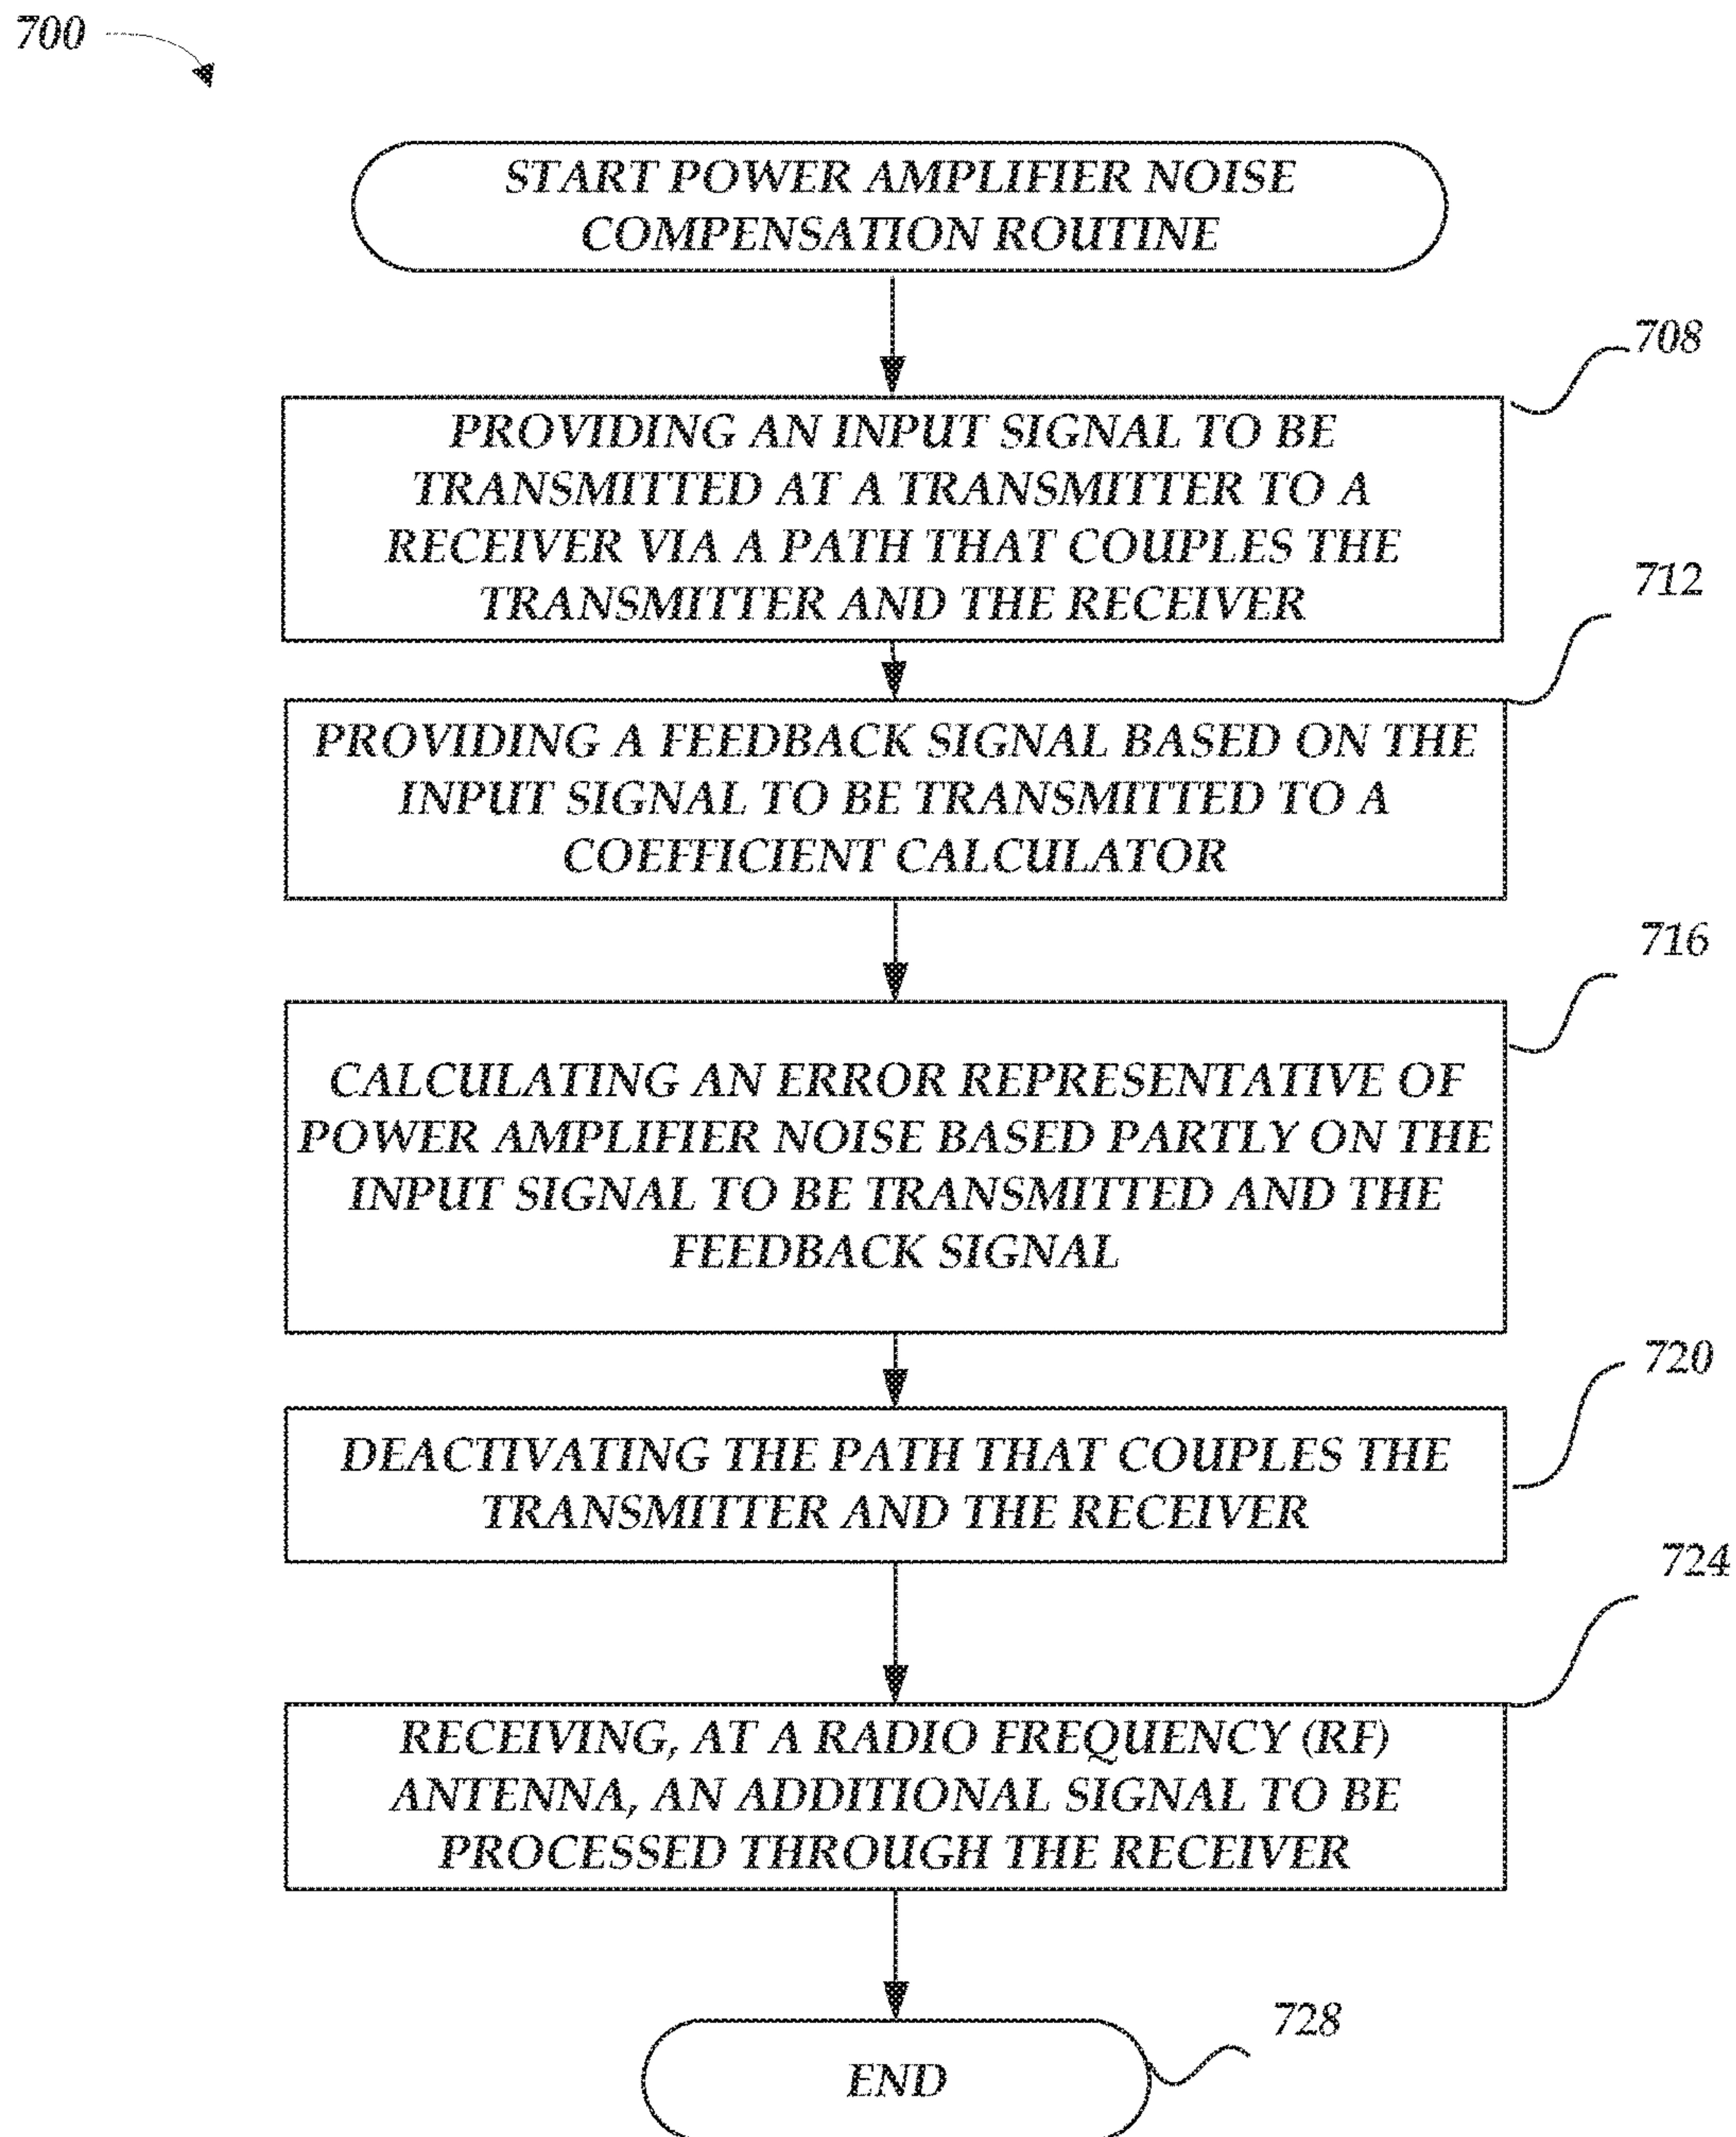 700
START POWER AMPLIFIER NOISE
COMPENSATION ROUTINE
708
PROVIDING AN INPUT SIGNAL TO BE
TRANSMITTED AT A TRANSMITTER TO A
RECEIVER VIA A PATH THAT COUPLES THE
TRANSMITTER AND THE RECEIVER
712
PROVIDING A FEEDBACK SIGNAL BASED ON THE
INPUT SIGNAL TO BE TRANSMITTED TO A
COEFFICIENT CALCULATOR
716
CALCULATING AN ERROR REPRESENTATIVE OF
POWER AMPLIFIER NOISE BASED PARTLY ON THE
INPUT SIGNAL TO BE TRANSMITTED AND THE
FEEDBACK SIGNAL
720
DEACTIVATING THE PATH THAT COUPLES THE
TRANSMITTER AND THE RECEIVER
724
RECEIVING, AT A RADIO FREQUENCY (RF)
ANTENNA, AN ADDITIONAL SIGNAL TO BE
PROCESSED THROUGH THE RECEIVER
728
END